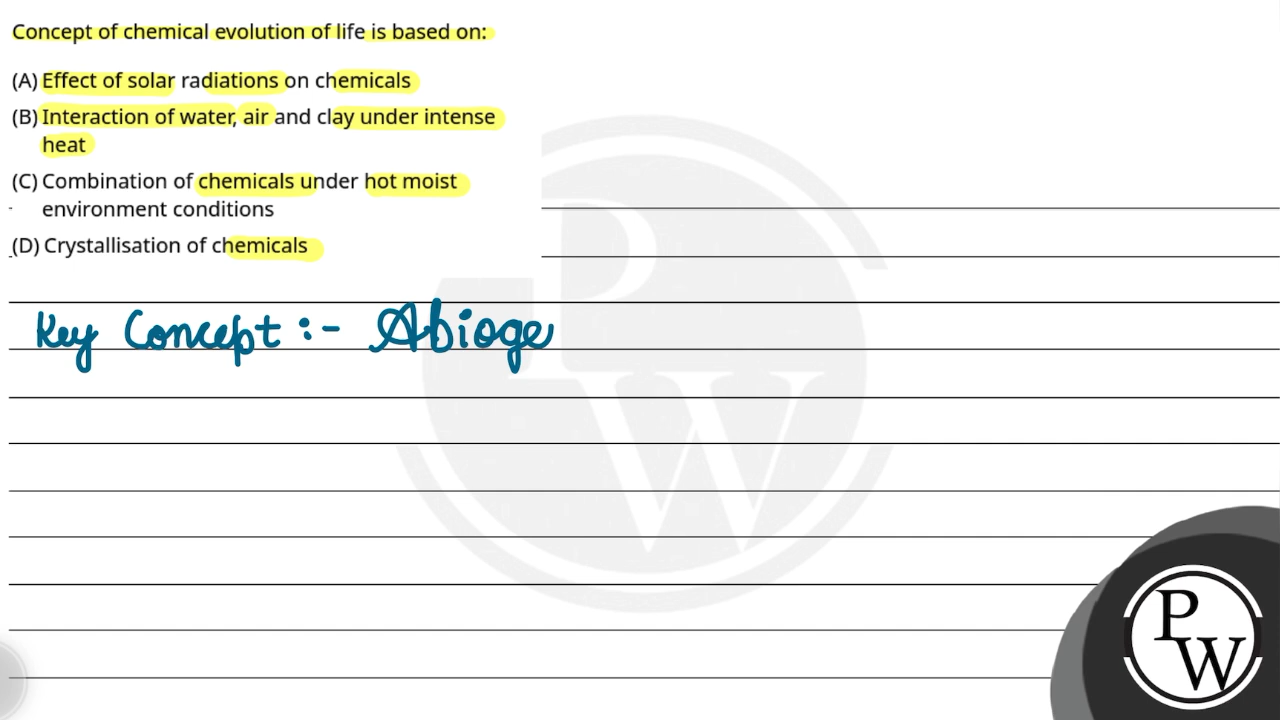 Concept of chemical evolution of life is based on:
(A) Effect of solar radiations on chemicals
(B) Interaction of water, air and clay under intense
heat
(C) Combination of chemicals under hot moist
environment conditions
(D) Crystallisation of chemicals
Key Concept :- Abioge
PW
PW